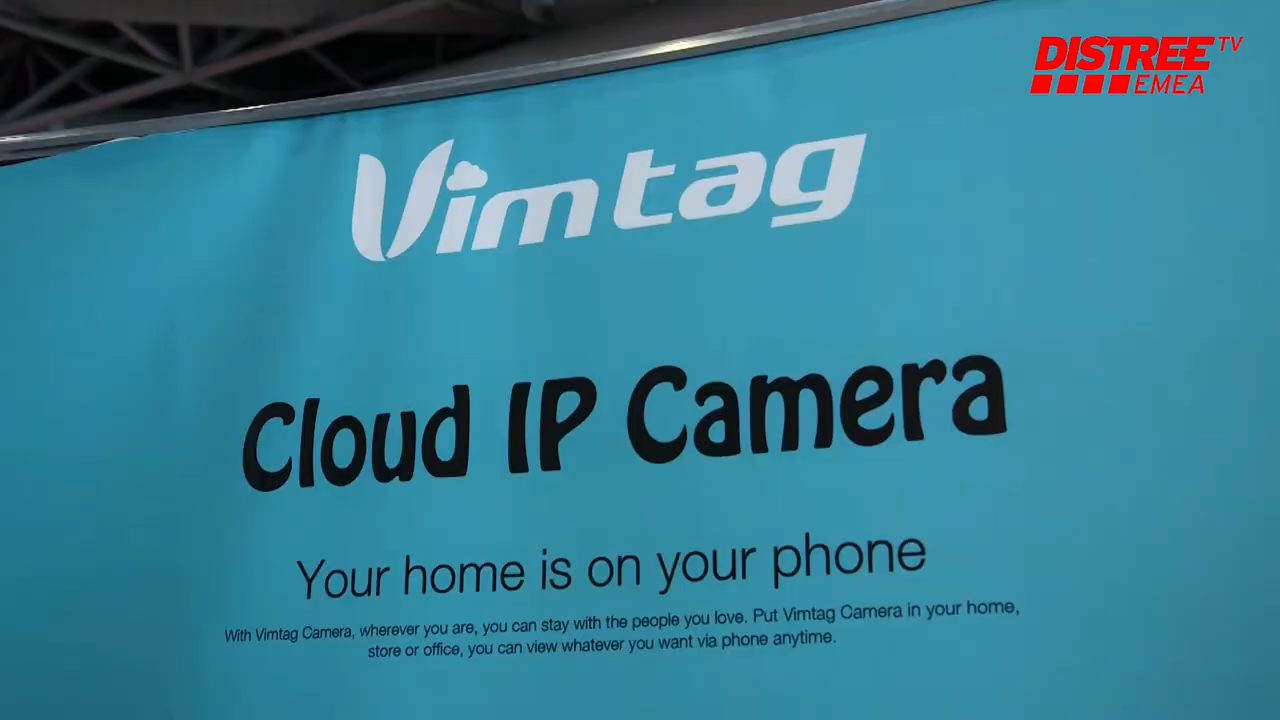 DISTREE TV
EMEA
Vimtag
Cloud IP Camera
Your home is on your phone
With Vimtag Camera, wherever you are, you can stay with the people you love. Put Vimtag Camera in your home,
store or office, you can view whatever you want via phone anytime.